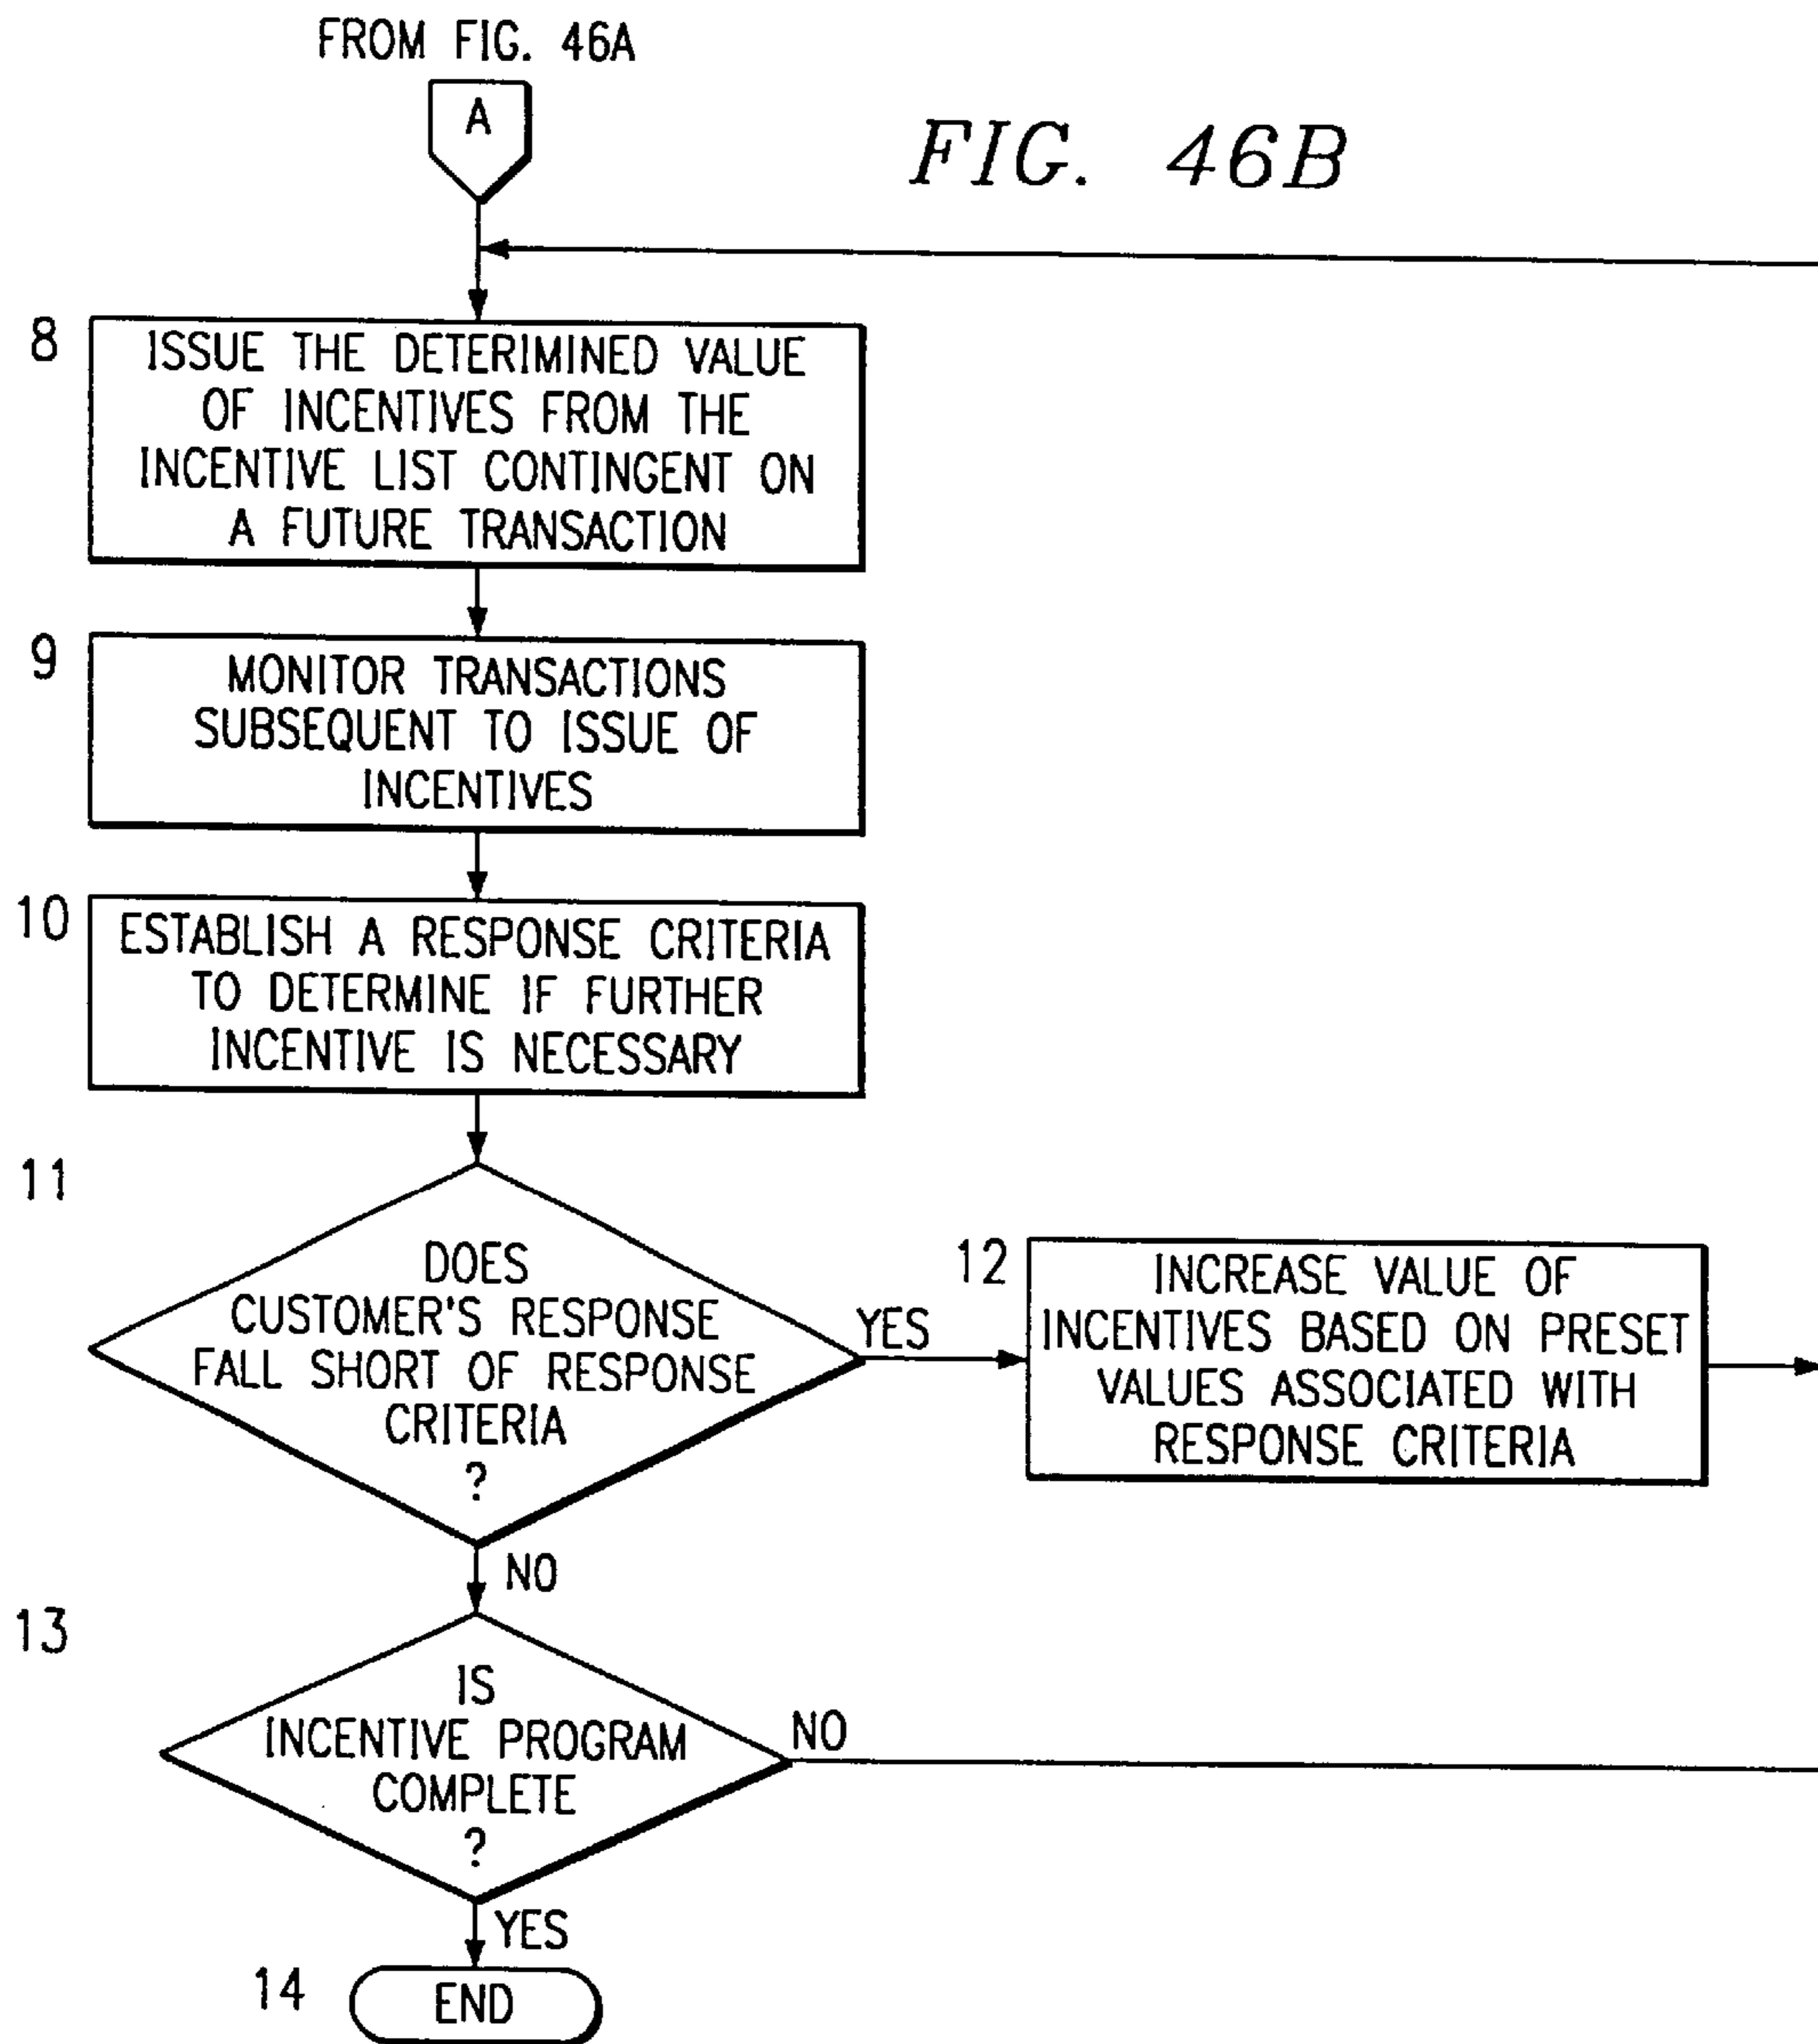 FROM FIG. 46A
A
FIG. 46B
8
ISSUE THE DETERIMINED VALUE
OF INCENTIVES FROM THE
INCENTIVE LIST CONTINGENT ON
A FUTURE TRANSACTION
9
MONITOR TRANSACTIONS
SUBSEQUENT TO ISSUE OF
INCENTIVES
10
ESTABLISH A RESPONSE CRITERIA
TO DETERMINE IF FURTHER
INCENTIVE IS NECESSARY
11
DOES
CUSTOMER'S RESPONSE
FALL SHORT OF RESPONSE
CRITERIA
?
YES
12
INCREASE VALUE OF
INCENTIVES BASED ON PRESET
VALUES ASSOCIATED WITH
RESPONSE CRITERIA
NO
13
IS
INCENTIVE PROGRAM
COMPLETE
?
NO
YES
14
END